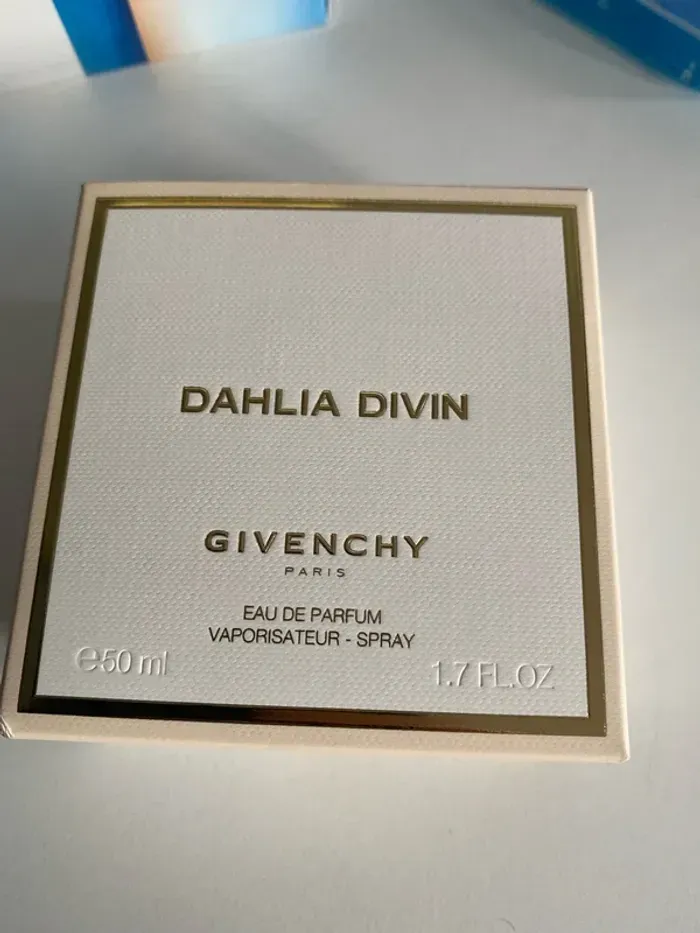 DAHLIA DIVIN
GIVENCHY
PARIS
EAU DE PARFUM
VAPORISATEUR - SPRAY
℮50 ml
1.7 FL.OZ